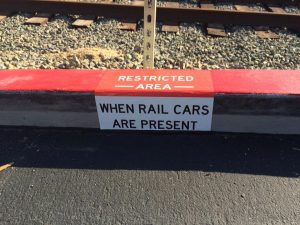 RESTRICTED
AREA
WHEN RAIL CARS
ARE PRESENT